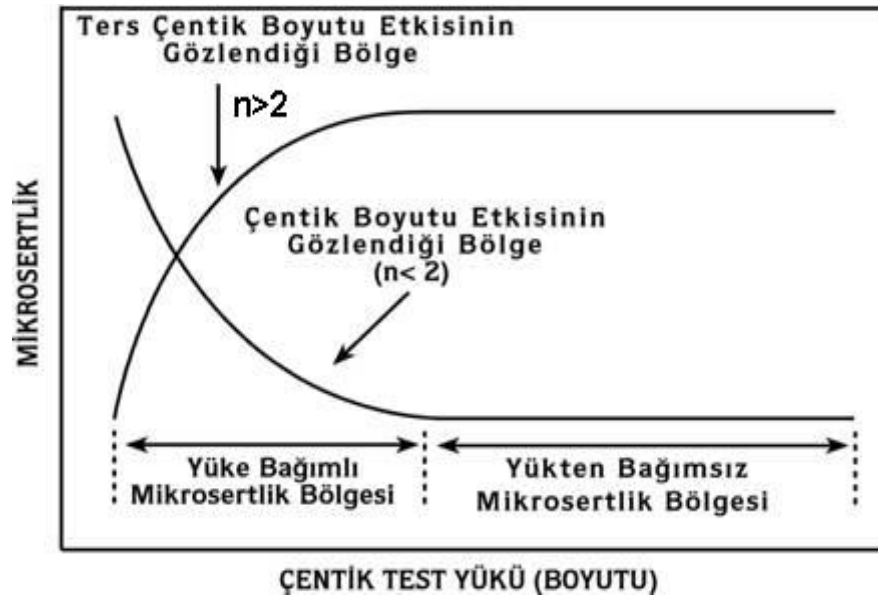 Ters Çentik Boyutu Etkisinin
Gözlendiği Bölge
n>2
Çentik Boyutu Etkisinin
Gözlendiği Bölge
(n< 2)
MİKROSERTLİK
Yüke Bağımlı
Mikrosertlik Bölgesi
Yükten Bağımsız
Mikrosertlik Bölgesi
ÇENTİK TEST YÜKÜ (BOYUTU)